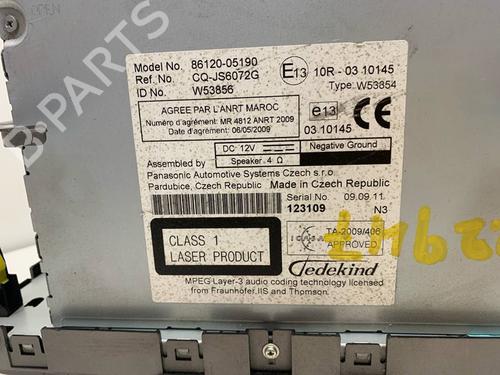 Model No. 86120-05190
Ref. No. CQ-JS6072G
ID No. W53856
E13 10R - 03 10145
Type W53854
AGREE PAR L'ANRT MAROC
Numéro d'agrément: MR 4812 ANRT 2009
Date d'agrément: 06/05/2009
e13
03 10145
CE
DC 12V
Negative Ground
Speaker. 4 Ω
Assembled by
Panasonic Automotive Systems Czech s.r.o.
Pardubice, Czech Republic Made in Czech Republic
Serial No. 09.09.11.
123109 N3
CLASS 1
LASER PRODUCT
ICASA
TA-2009/406
APPROVED
Jedekind
MPEG Layer-3 audio coding technology licensed
from Fraunhofer IIS and Thomson.
B-PARTS